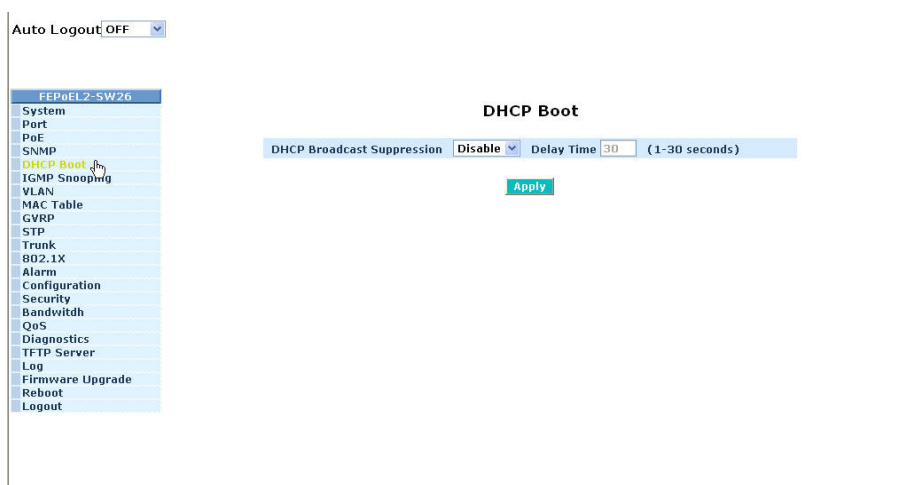 Auto Logout OFF
FEPoEL2-SW26
System
Port
PoE
SNMP
DHCP Boot
IGMP Snooping
VLAN
MAC Table
GVRP
STP
Trunk
802.1X
Alarm
Configuration
Security
Bandwitdh
QoS
Diagnostics
TFTP Server
Log
Firmware Upgrade
Reboot
Logout
DHCP Boot
DHCP Broadcast Suppression Disable Delay Time 30 (1-30 seconds)
Apply